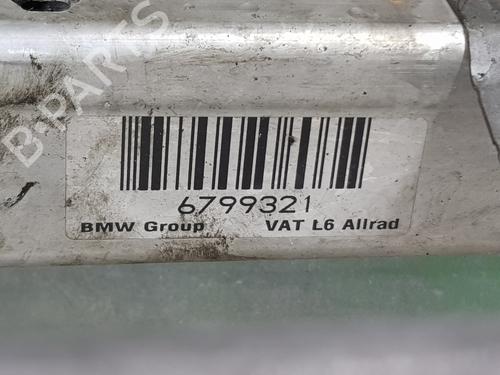 B-PARTS
6799321
BMW Group VAT L6 Allrad